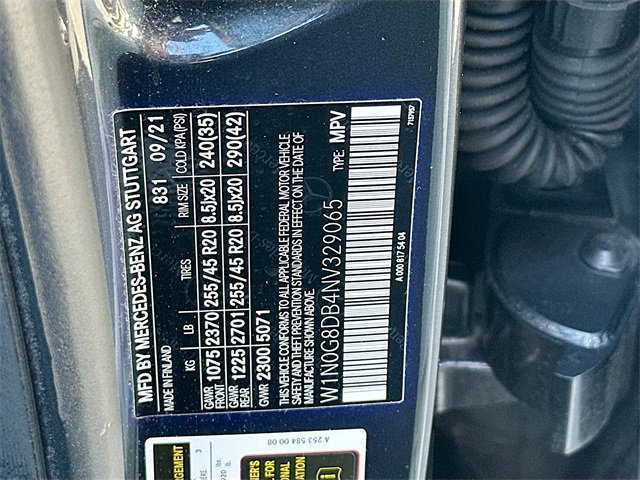 MFD BY MERCEDES-BENZ AG STUTTGART
MADE IN FINLAND 831 09/21
KG LB TIRES RIM SIZE COLD KPA(PSI)
GAWR FRONT 1075 2370 255/45 R20 8.5Jx20 240(35)
GAWR REAR 1225 2701 255/45 R20 8.5Jx20 290(42)
GVWR 2300 5071
THIS VEHICLE CONFORMS TO ALL APPLICABLE FEDERAL MOTOR VEHICLE
SAFETY AND THEFT PREVENTION STANDARDS IN EFFECT ON THE DATE OF
MANUFACTURE SHOWN ABOVE.
W1N0G8DB4NV329065 TYPE: MPV
A 000 817 54 04
A 253 584 00 08